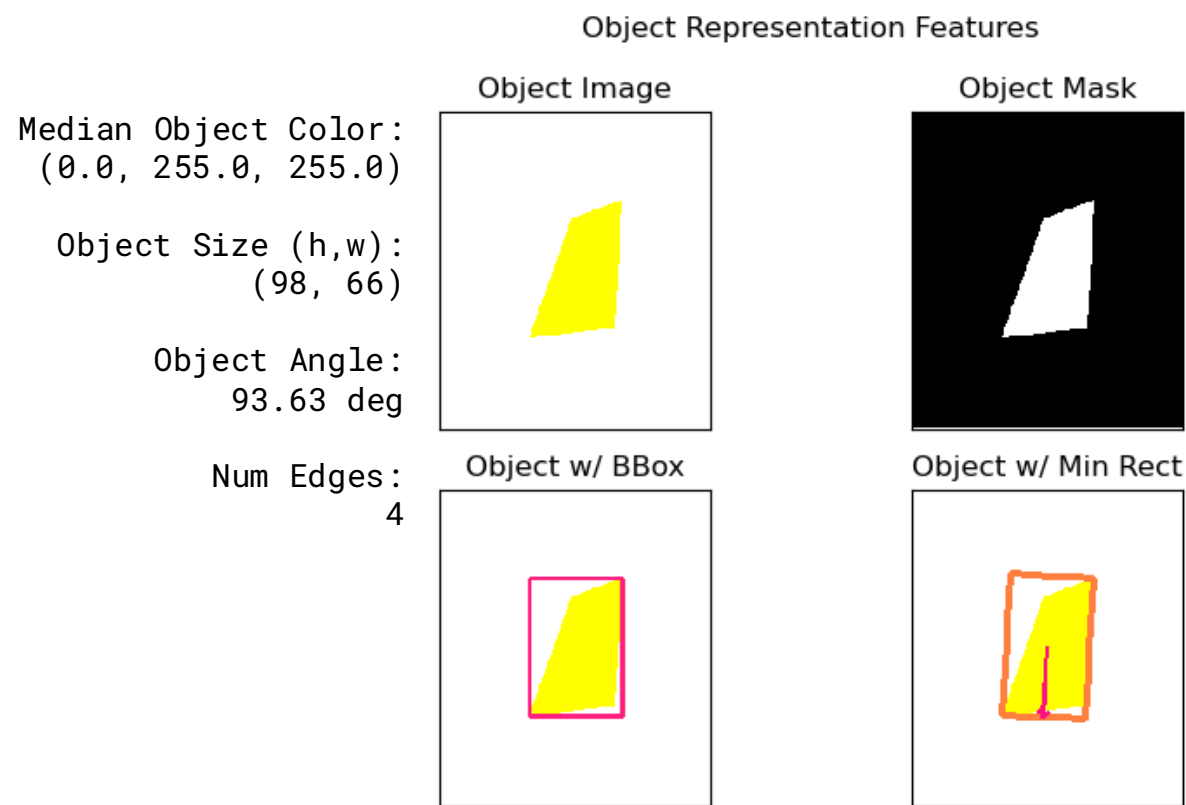 Object Representation Features
Object Image
Object Mask
Median Object Color:
(0.0, 255.0, 255.0)
Object Size (h,w):
(98, 66)
Object Angle:
93.63 deg
Num Edges:
4
Object w/ BBox
Object w/ Min Rect